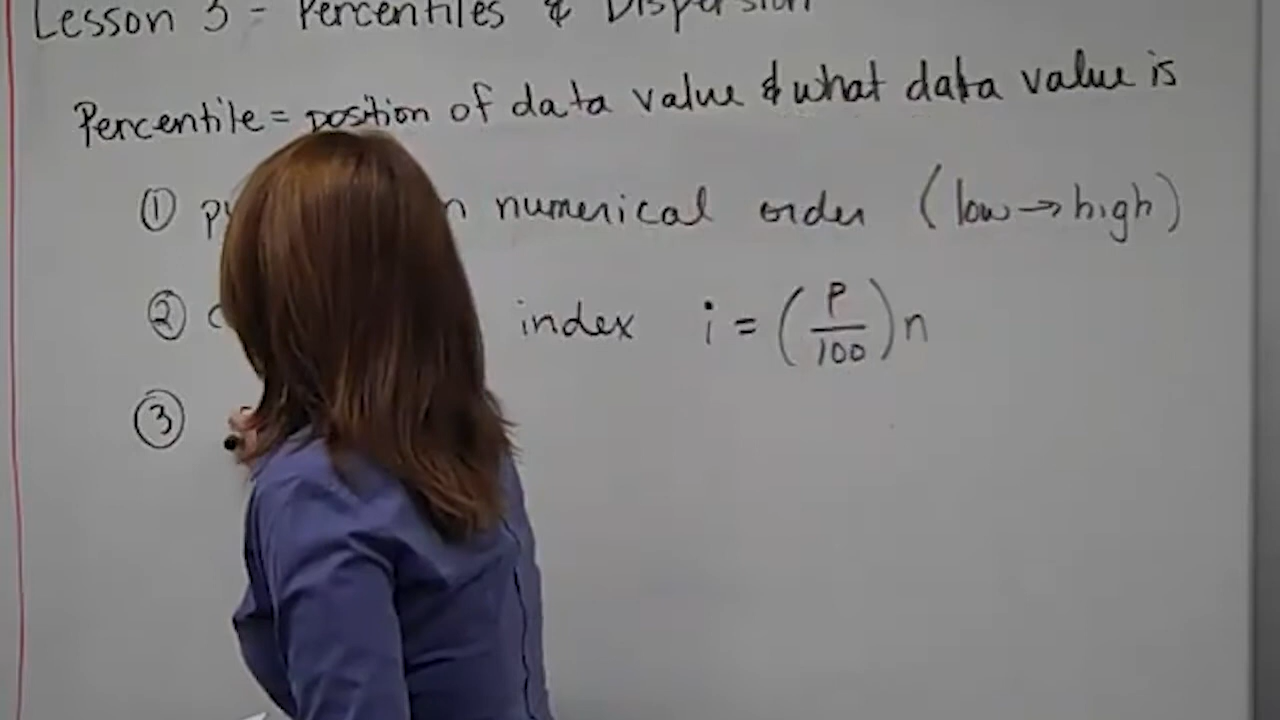 Lesson 3 - Percentiles & Dispersion
Percentile = position of data value & what data value is
① numerical order (low → high)
② index i = (P/100)n
③